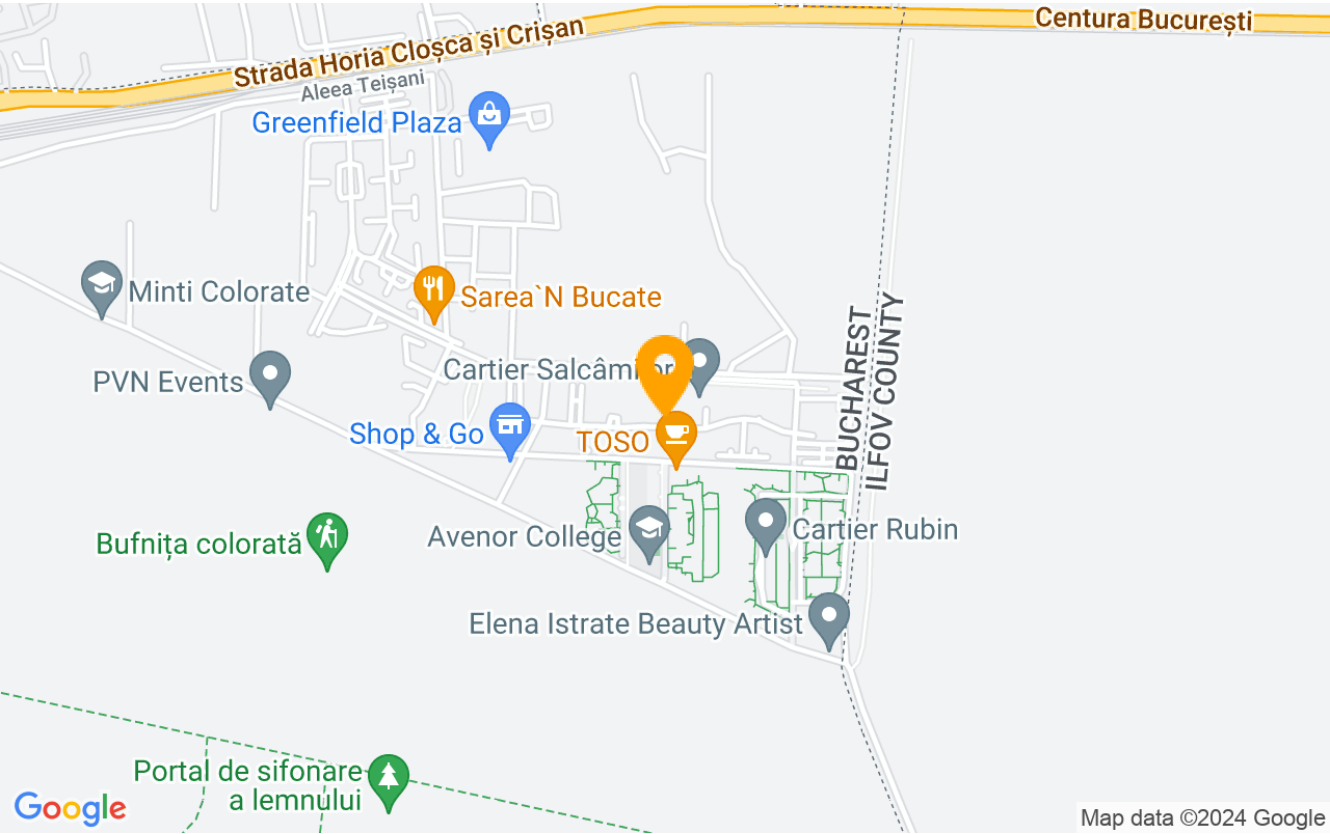 Centura București
Strada Horia Cloșca și Crișan
Aleea Teișani
Greenfield Plaza
Minti Colorate
Sarea`N Bucate
BUCHAREST
ILFOV COUNTY
Cartier Salcâmilor
PVN Events
Shop & Go
TOSO
Avenor College
Cartier Rubin
Bufnița colorată
Elena Istrate Beauty Artist
Portal de sifonare
a lemnului
Google
Map data ©2024 Google